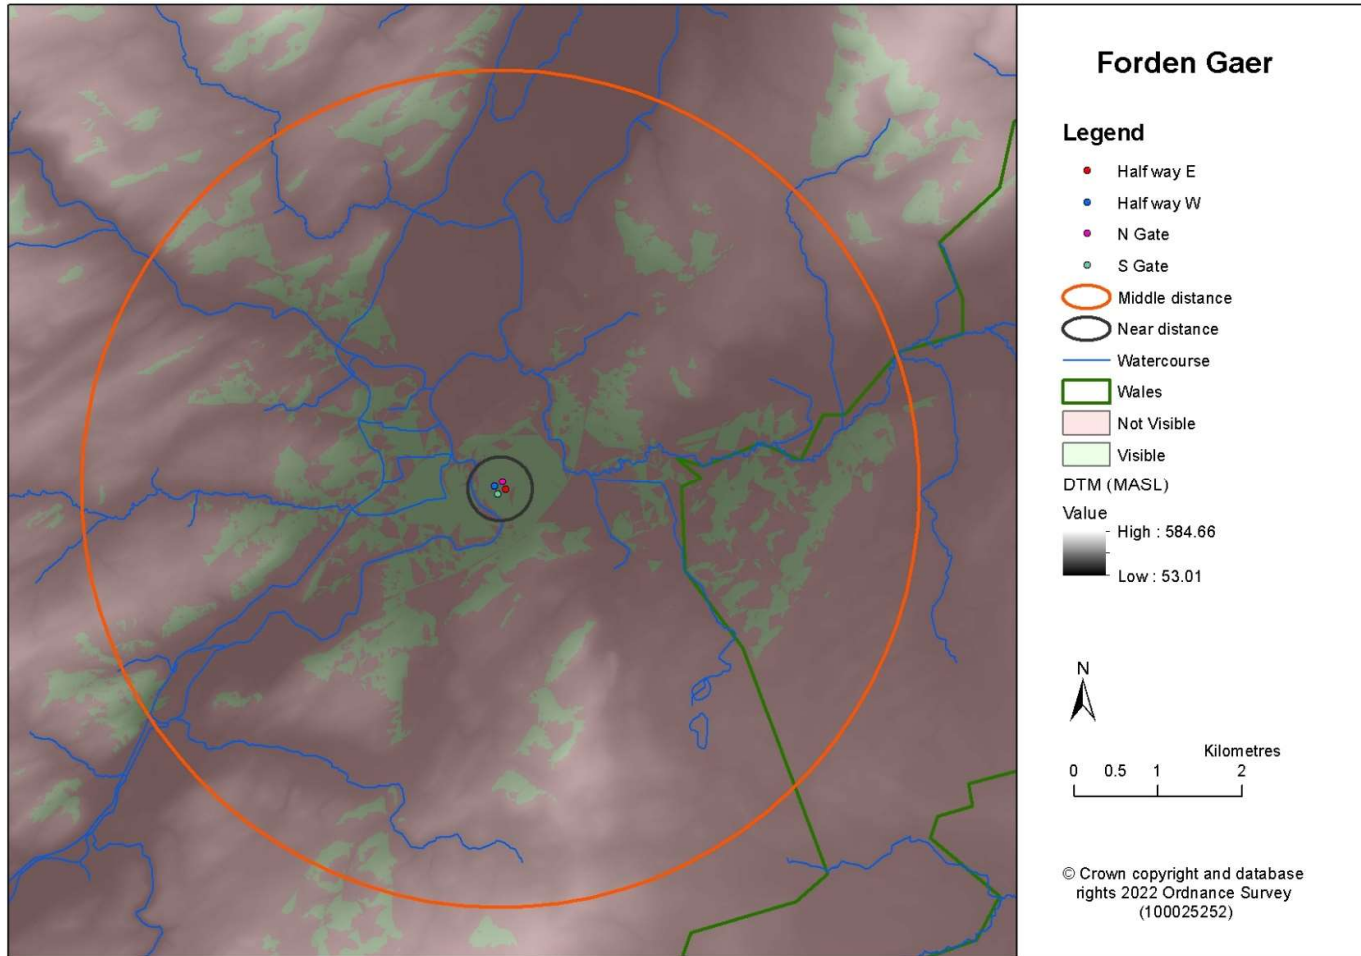 Forden Gaer
Legend
Half way E
Half way W
N Gate
S Gate
Middle distance
Near distance
Watercourse
Wales
Not Visible
Visible
DTM (MASL)
Value
High : 584.66
Low : 53.01
N
Kilometres
0 0.5 1 2
© Crown copyright and database
rights 2022 Ordnance Survey
(100025252)